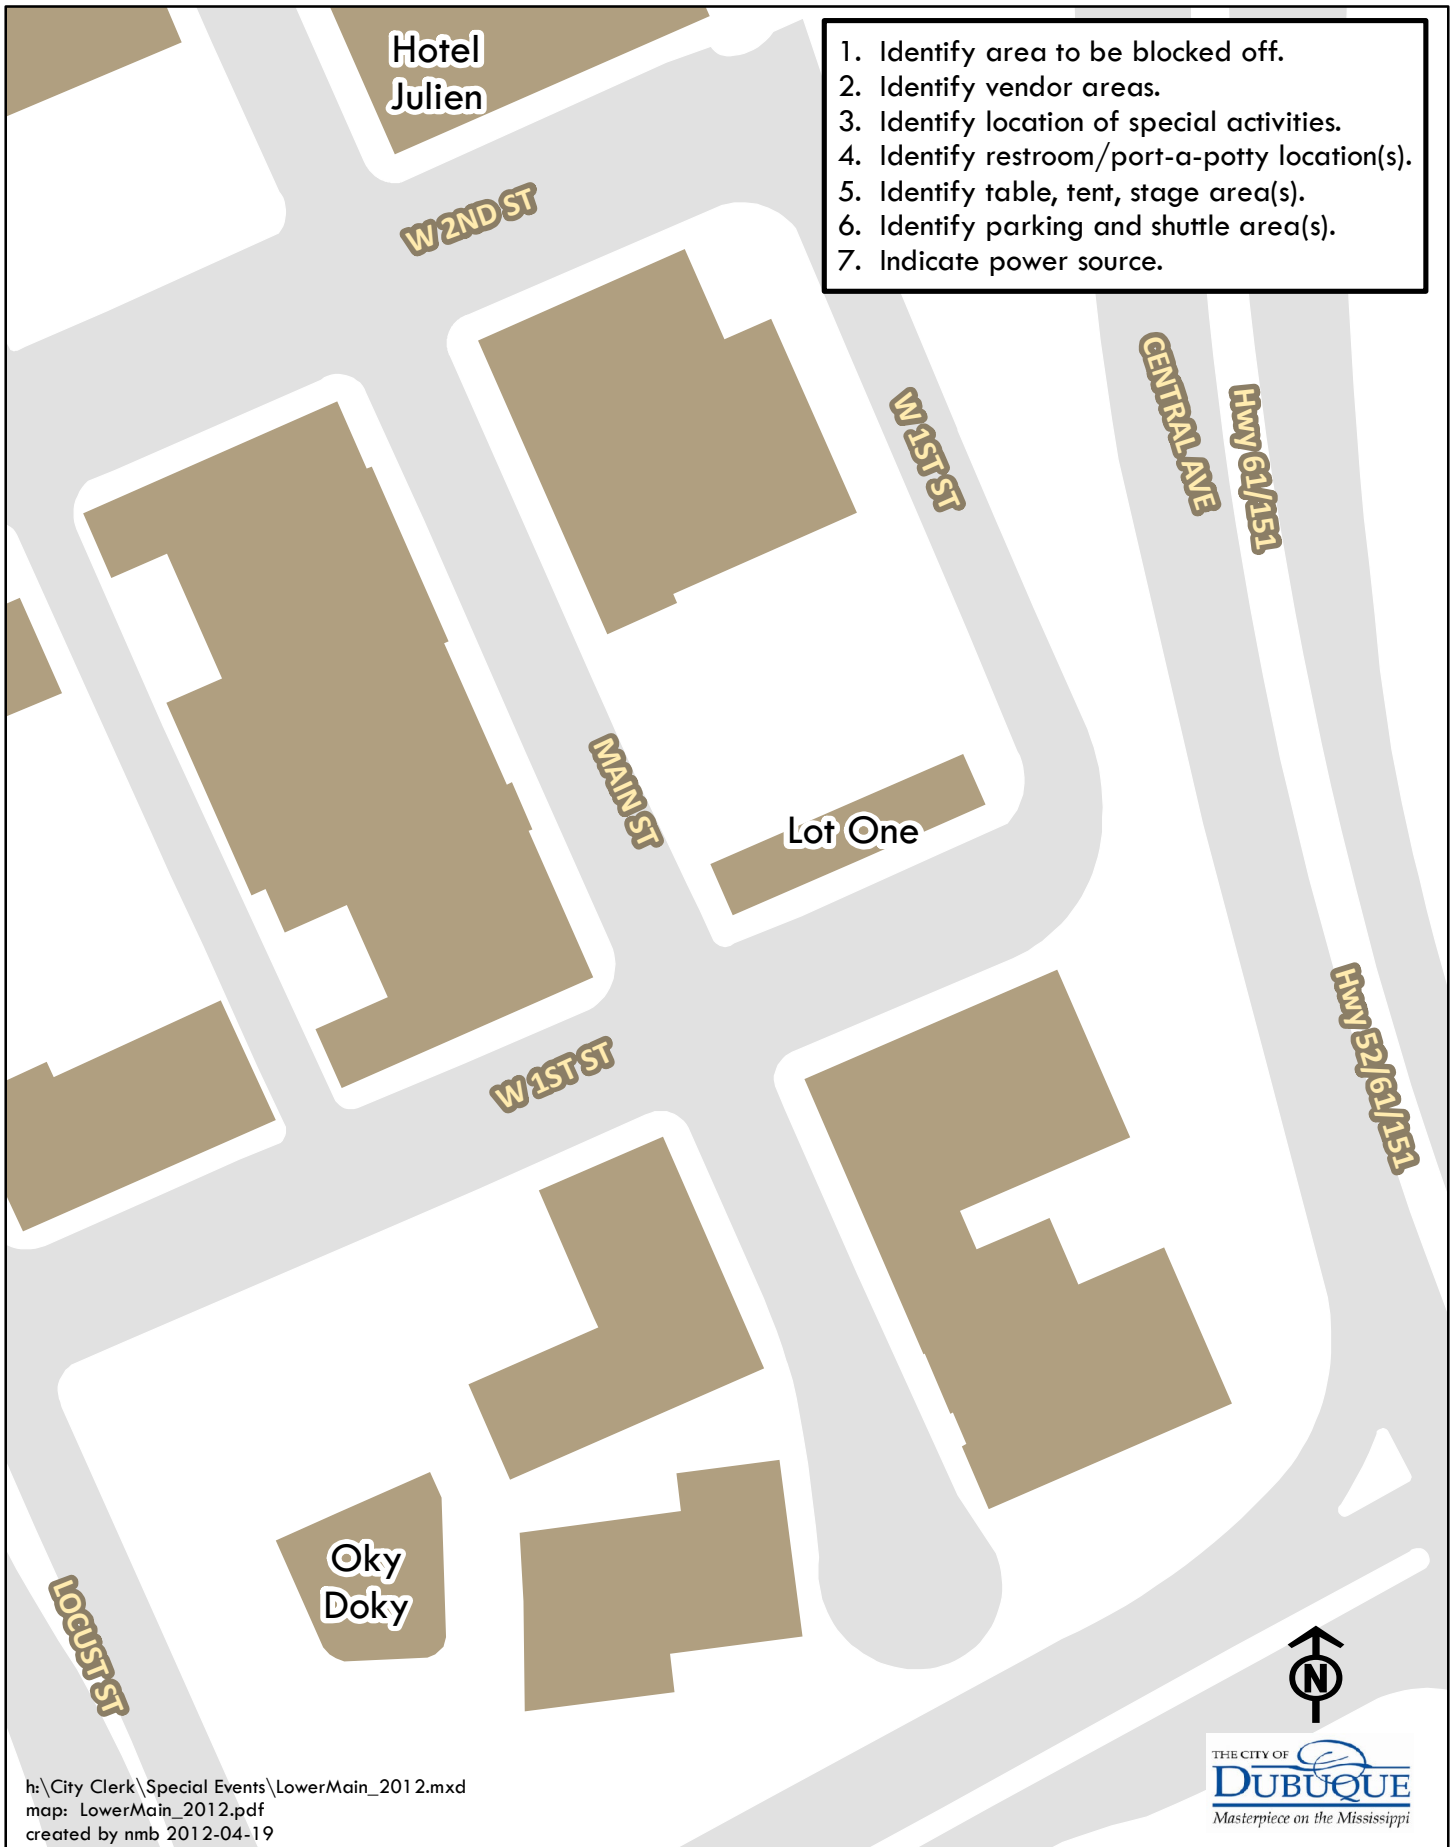 Hotel
Julien
1. Identify area to be blocked off.
2. Identify vendor areas.
3. Identify location of special activities.
4. Identify restroom/port-a-potty location(s).
5. Identify table, tent, stage area(s).
6. Identify parking and shuttle area(s).
7. Indicate power source.
W 2ND ST
W 1ST ST
CENTRAL AVE
Hwy 61/151
MAIN ST
Lot One
Hwy 52/61/151
W 1ST ST
Oky
Doky
LOCUST ST
N
THE CITY OF
DUBUQUE
Masterpiece on the Mississippi
h:\City Clerk\Special Events\LowerMain_2012.mxd
map: LowerMain_2012.pdf
created by nmb 2012-04-19